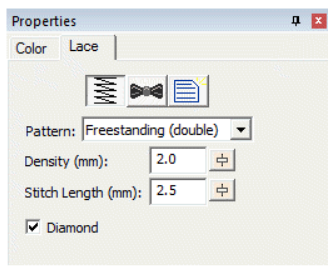 Properties
Color Lace
Pattern: Freestanding (double)
Density (mm): 2.0
Stitch Length (mm): 2.5
Diamond